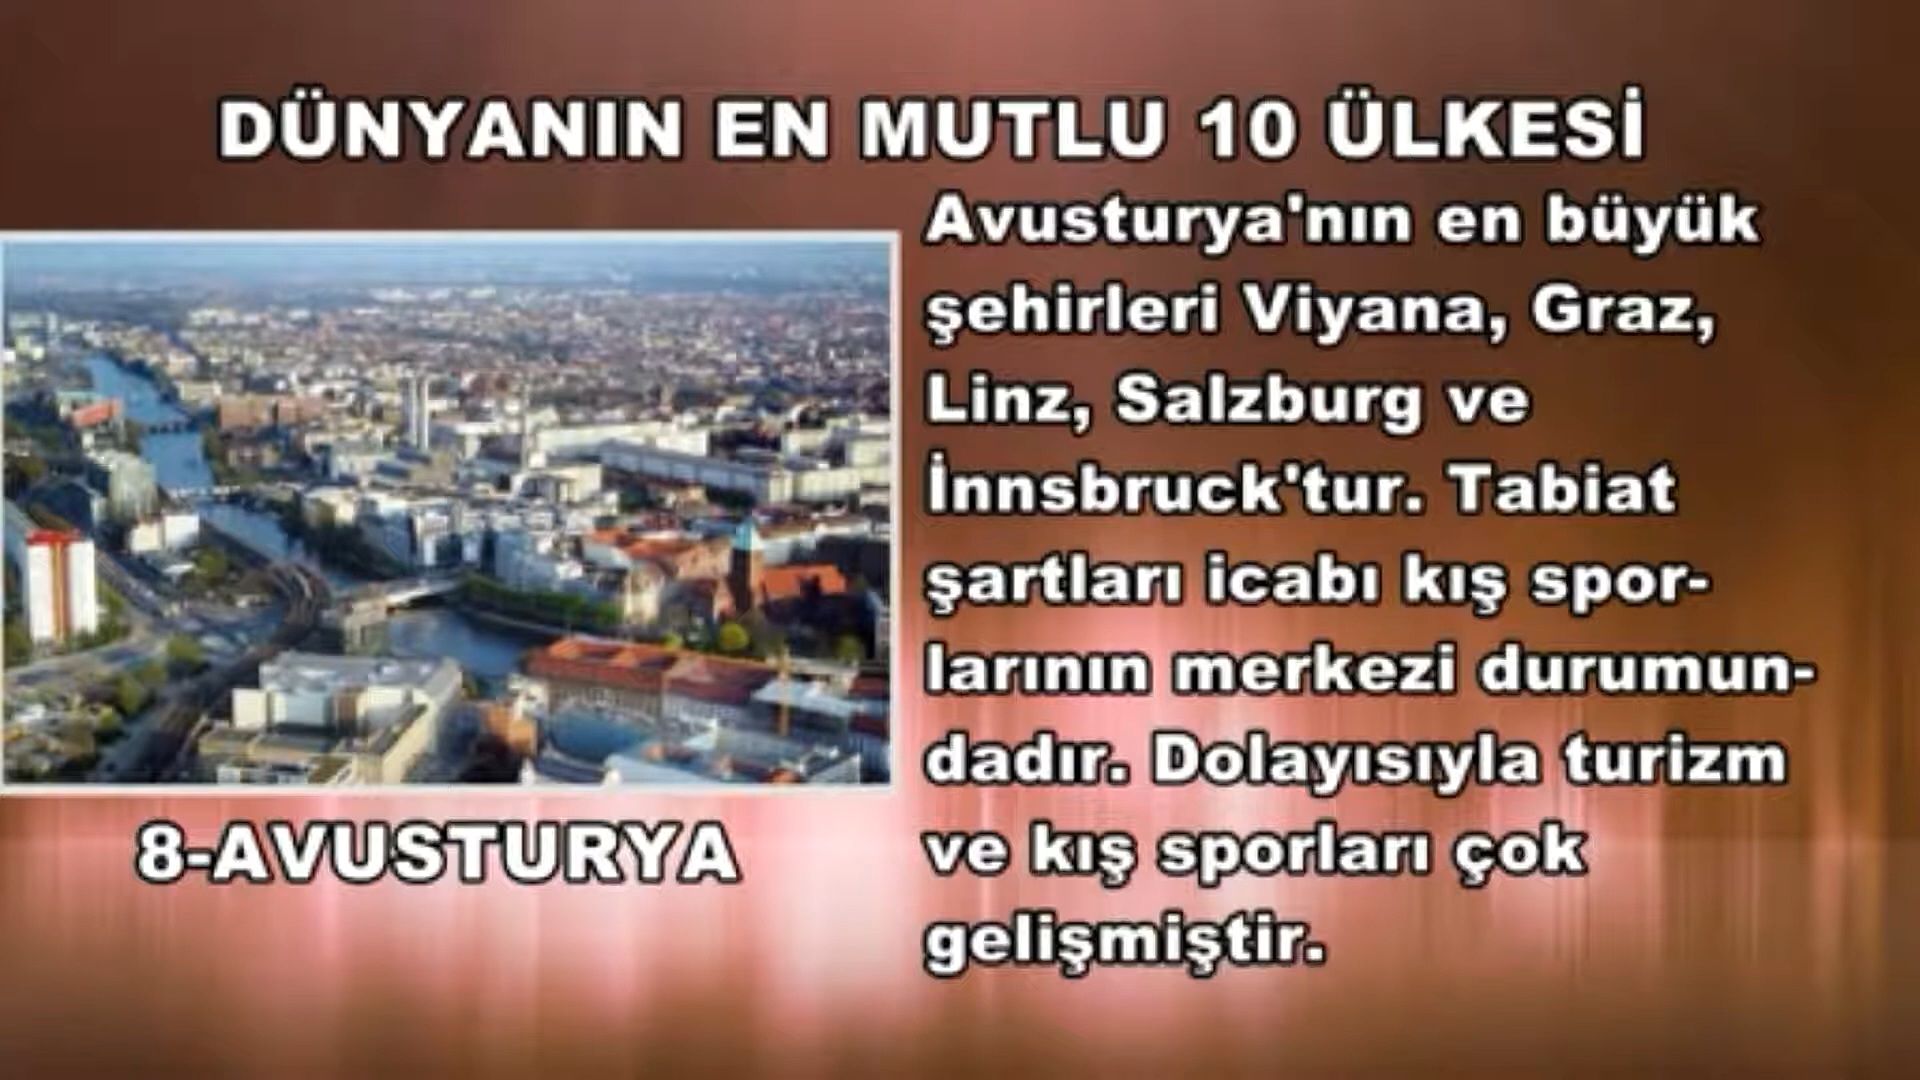 DÜNYANIN EN MUTLU 10 ÜLKESİ
Avusturya'nın en büyük
şehirleri Viyana, Graz,
Linz, Salzburg ve
İnnsbruck'tur. Tabiat
şartları icabı kış spor-
larının merkezi durumun-
dadır. Dolayısıyla turizm
ve kış sporları çok
gelişmiştir.
8-AVUSTURYA